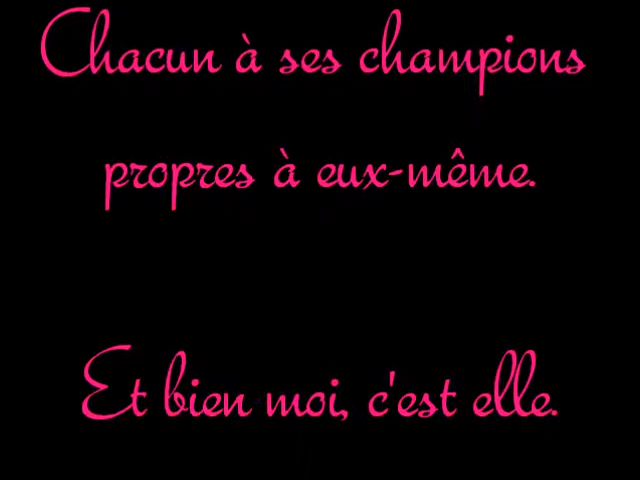 Chacun à ses champions
propres à eux-même.
Et bien moi, c'est elle.